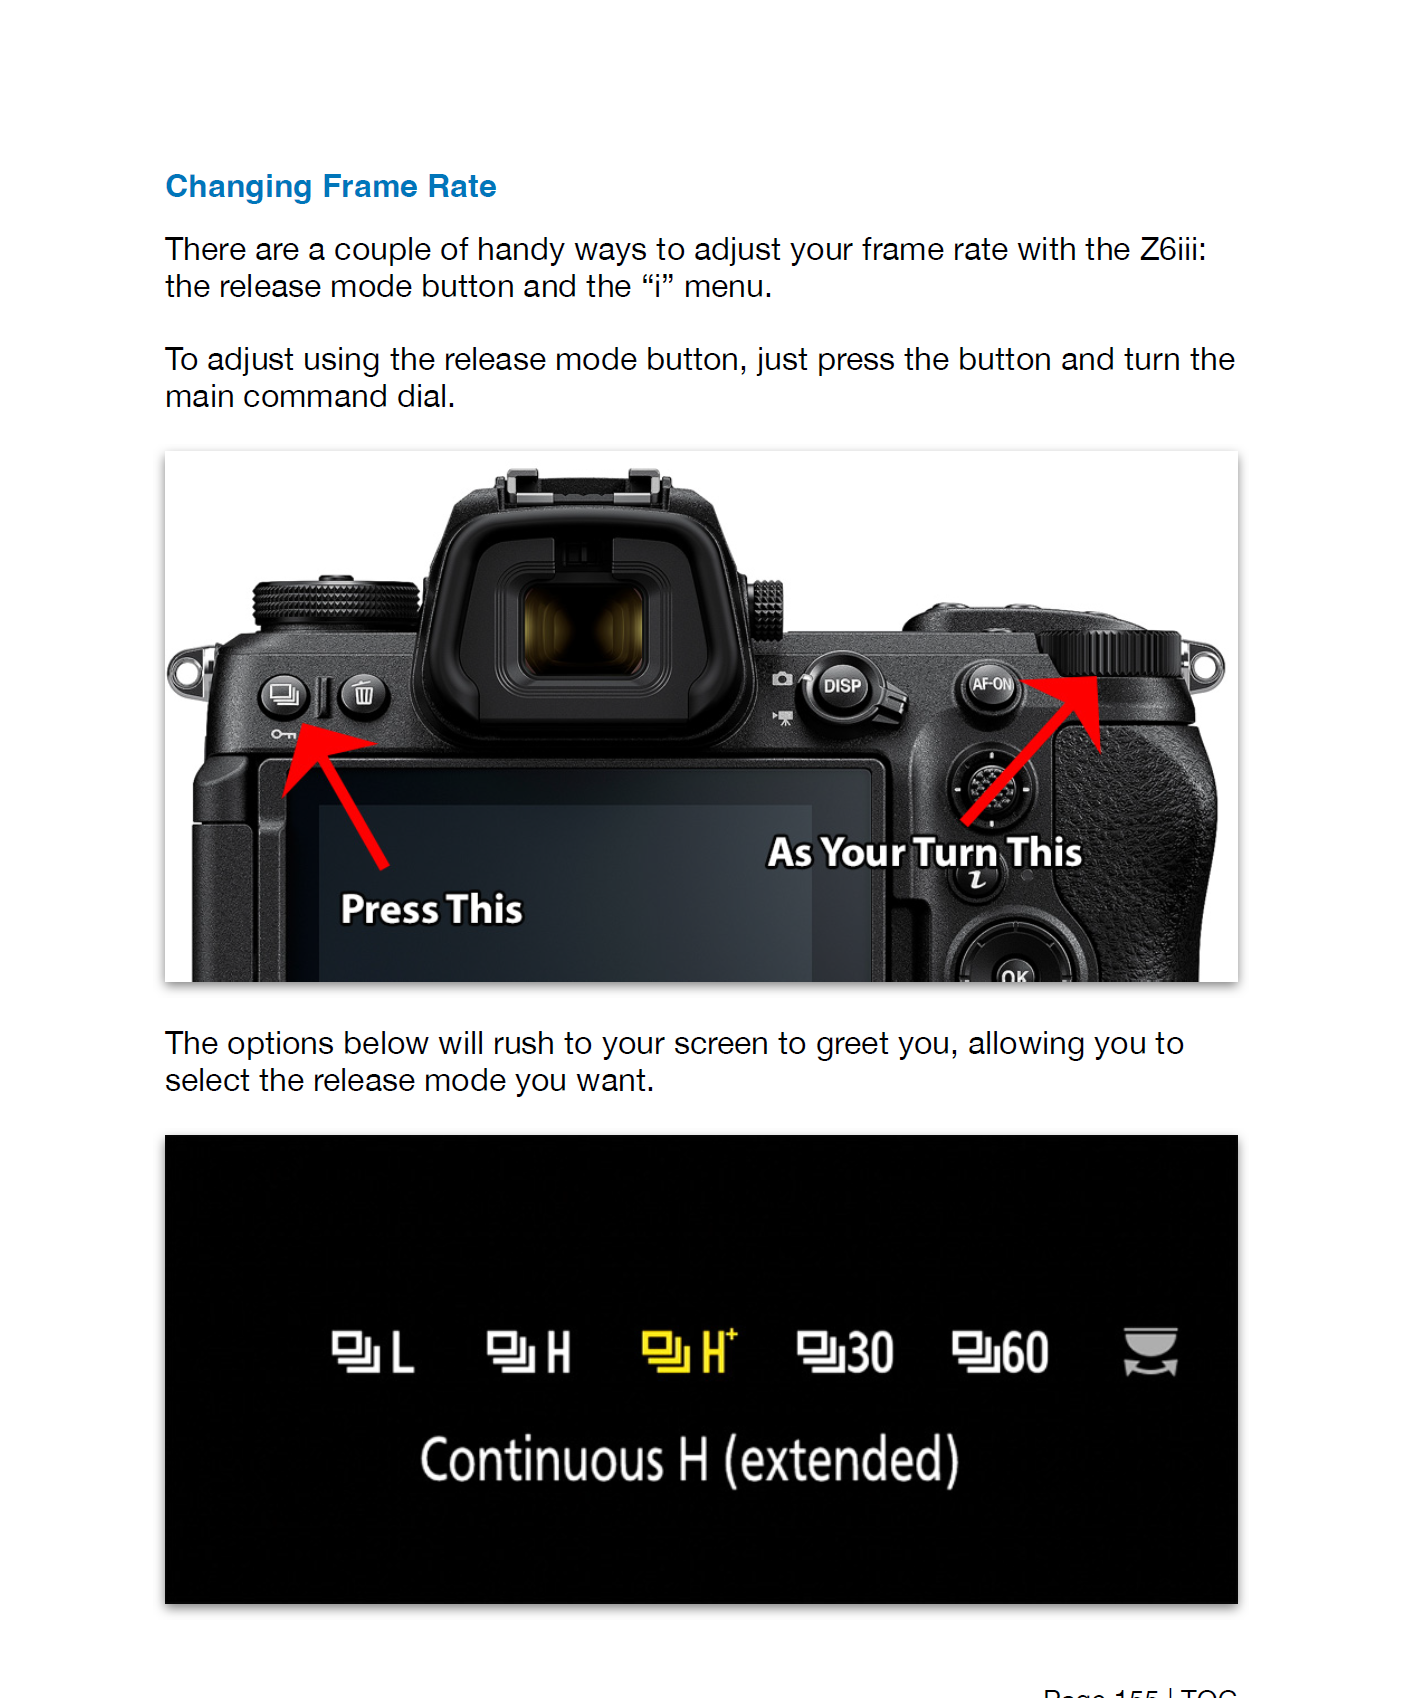 Changing Frame Rate
There are a couple of handy ways to adjust your frame rate with the Z6iii:
the release mode button and the “i” menu.
To adjust using the release mode button, just press the button and turn the
main command dial.
DISP
AF-ON
As Your Turn This
i
Press This
OK
The options below will rush to your screen to greet you, allowing you to
select the release mode you want.
L H H+ 30 60
Continuous H (extended)
Page 155 | TOC